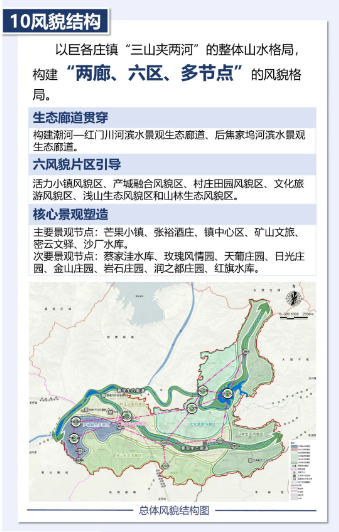 10风貌结构
以巨各庄镇“三山夹两河”的整体山水格局，
构建“两廊、六区、多节点”的风貌格
局。
生态廊道贯穿
构建潮河—红门川河滨水景观生态廊道、后焦家坞河滨水景观
生态廊道。
六风貌片区引导
活力小镇风貌区、产城融合风貌区、村庄田园风貌区、文化旅
游风貌区、浅山生态风貌区和山林生态风貌区。
核心景观塑造
主要景观节点：芒果小镇、张裕酒庄、镇中心区、矿山文旅、
密云文驿、沙厂水库。
次要景观节点：蔡家洼水库、玫瑰风情园、天葡庄园、日光庄
园、金山庄园、岩石庄园、润之都庄园、红旗水库。
总体风貌结构图